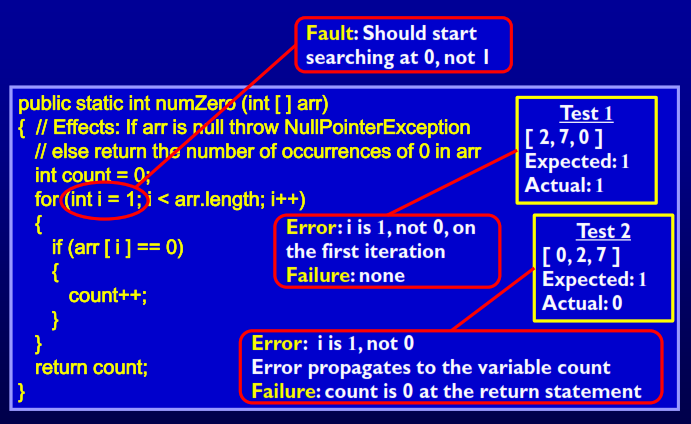 Fault: Should start
searching at 0, not 1
public static int numZero (int [ ] arr)
{ // Effects: If arr is null throw NullPointerException
// else return the number of occurrences of 0 in arr
int count = 0;
for (int i = 1; i < arr.length; i++)
{
if (arr [ i ] == 0)
{
count++;
}
}
return count;
}
Test 1
[ 2, 7, 0 ]
Expected: 1
Actual: 1
Error: i is 1, not 0, on
the first iteration
Failure: none
Test 2
[ 0, 2, 7 ]
Expected: 1
Actual: 0
Error: i is 1, not 0
Error propagates to the variable count
Failure: count is 0 at the return statement